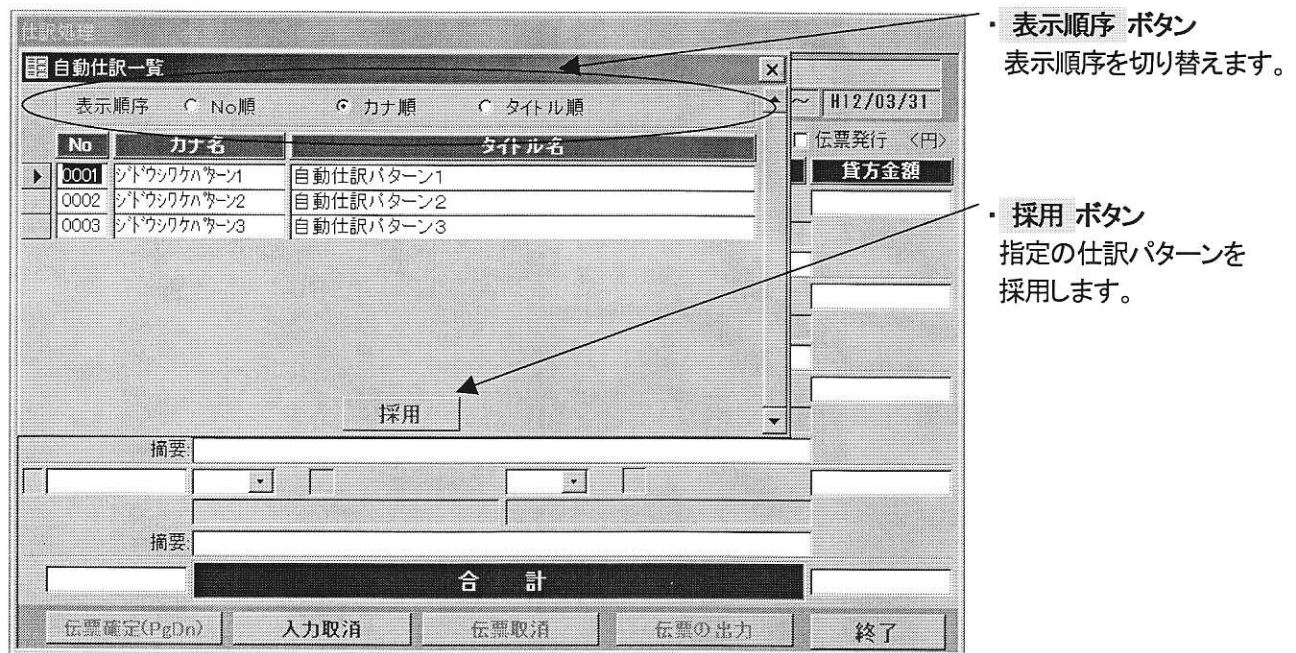 仕訳処理
自動仕訳一覧
表示順序 No順 カナ順 タイトル順
No カナ名 タイトル名
0001 ｼﾞﾄﾞｳｼﾜｹﾊﾟﾀｰﾝ1 自動仕訳パターン1
0002 ｼﾞﾄﾞｳｼﾜｹﾊﾟﾀｰﾝ2 自動仕訳パターン2
0003 ｼﾞﾄﾞｳｼﾜｹﾊﾟﾀｰﾝ3 自動仕訳パターン3
採用
～ H12/03/31
伝票発行 〈円〉
貸方金額
摘要:
摘要:
合 計
伝票確定(PgDn) 入力取消 伝票取消 伝票の出力 終了
・ 表示順序 ボタン
表示順序を切り替えます。
・ 採用 ボタン
指定の仕訳パターンを
採用します。